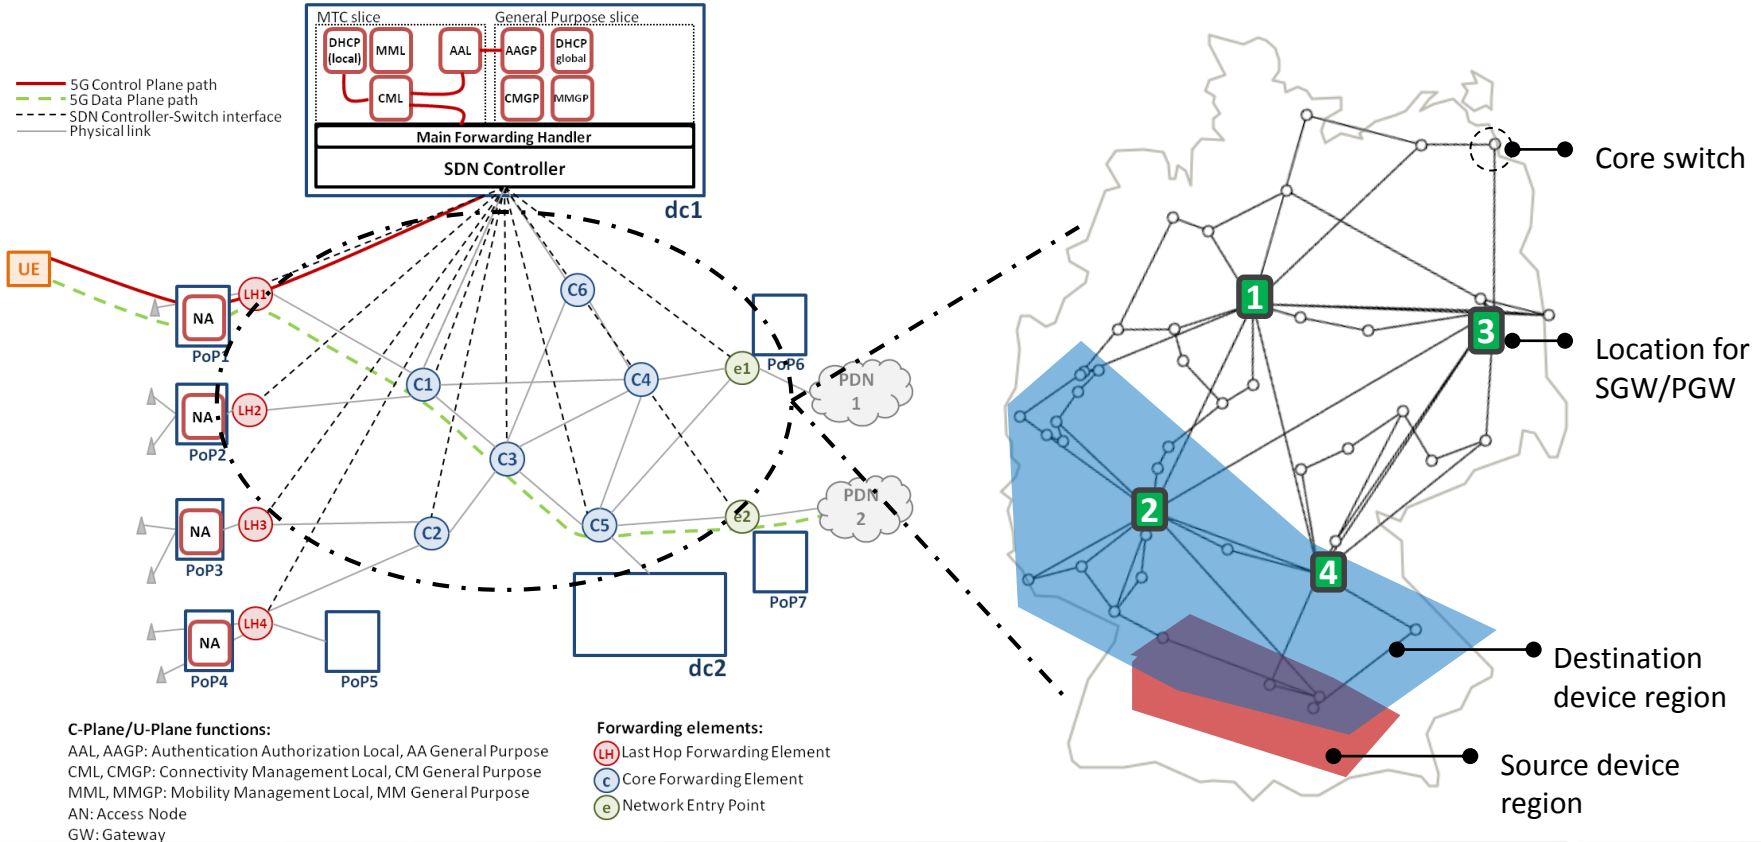 MTC slice
General Purpose slice
DHCP
(local)
MML
AAL
AAGP
DHCP
global
CML
CMGP
MMGP
Main Forwarding Handler
SDN Controller
dc1
5G Control Plane path
5G Data Plane path
SDN Controller-Switch interface
Physical link
UE
NA
PoP1
LH1
NA
PoP2
LH2
NA
PoP3
LH3
NA
PoP4
LH4
PoP5
C1
C2
C3
C4
C5
C6
e1
e2
PoP6
PDN
1
PDN
2
PoP7
dc2
C-Plane/U-Plane functions:
AAL, AAGP: Authentication Authorization Local, AA General Purpose
CML, CMGP: Connectivity Management Local, CM General Purpose
MML, MMGP: Mobility Management Local, MM General Purpose
AN: Access Node
GW: Gateway
Forwarding elements:
LH Last Hop Forwarding Element
c Core Forwarding Element
e Network Entry Point
1
2
3
4
Core switch
Location for
SGW/PGW
Destination
device region
Source device
region